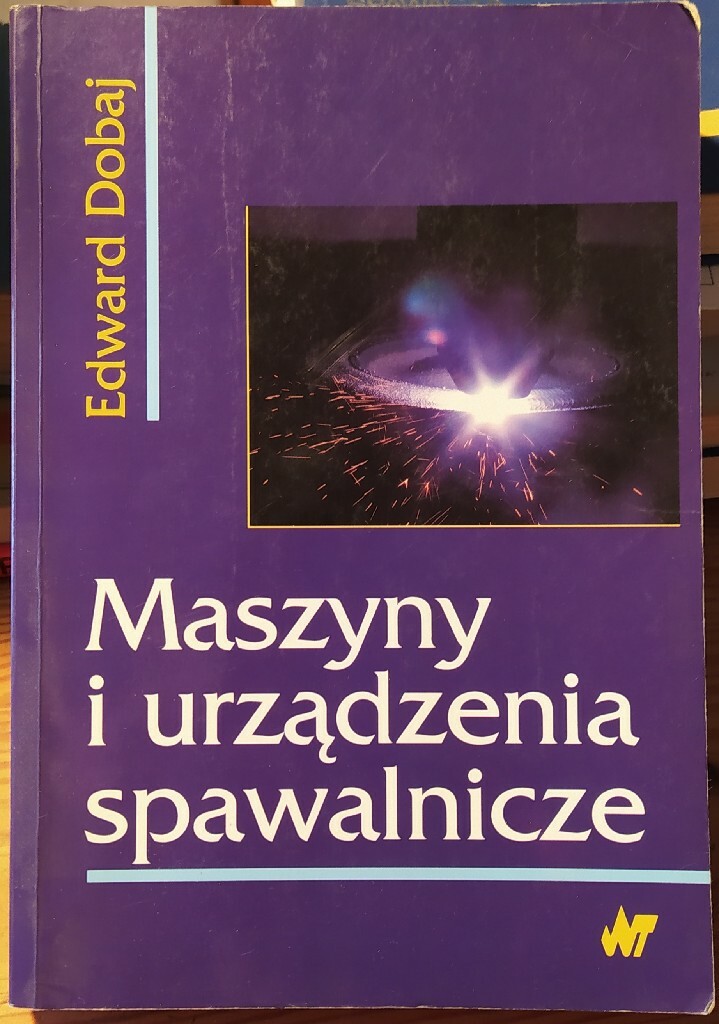 Edward Dobaj
Maszyny
i urządzenia
spawalnicze
WNT